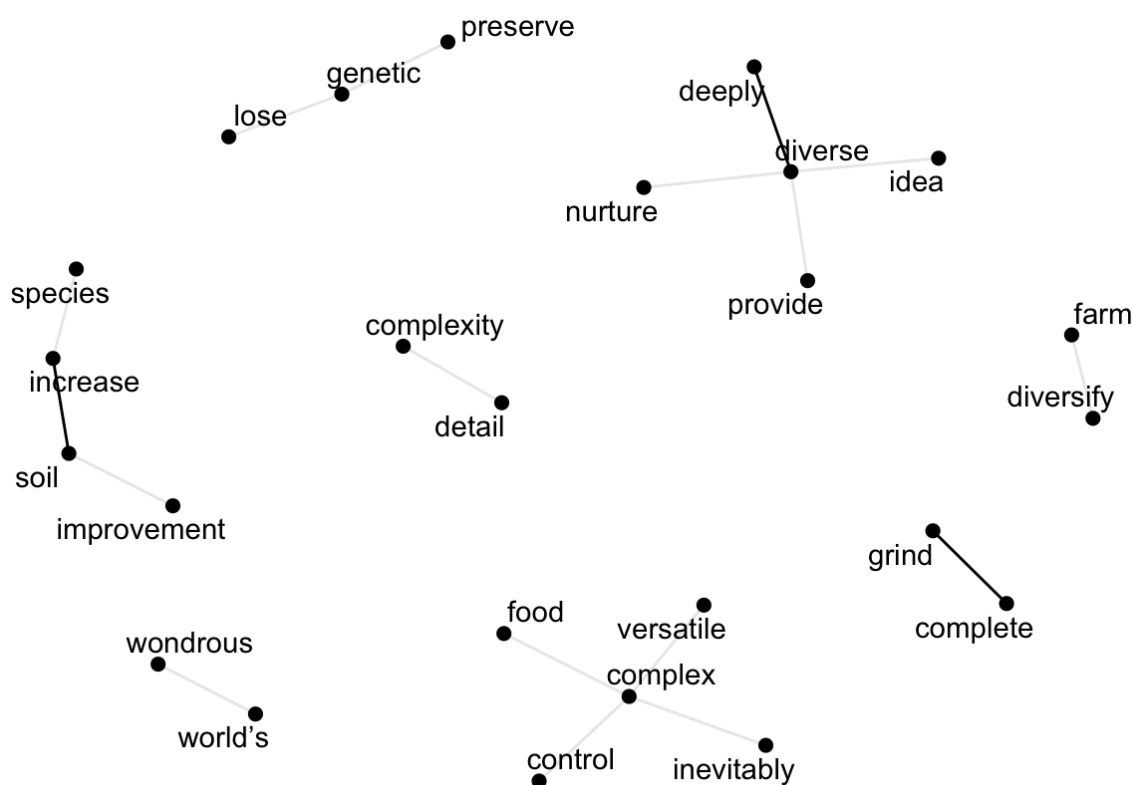 preserve
genetic
lose
deeply
diverse
idea
nurture
provide
species
increase
soil
improvement
complexity
detail
farm
diversify
grind
complete
food
versatile
complex
control
inevitably
wondrous
world’s